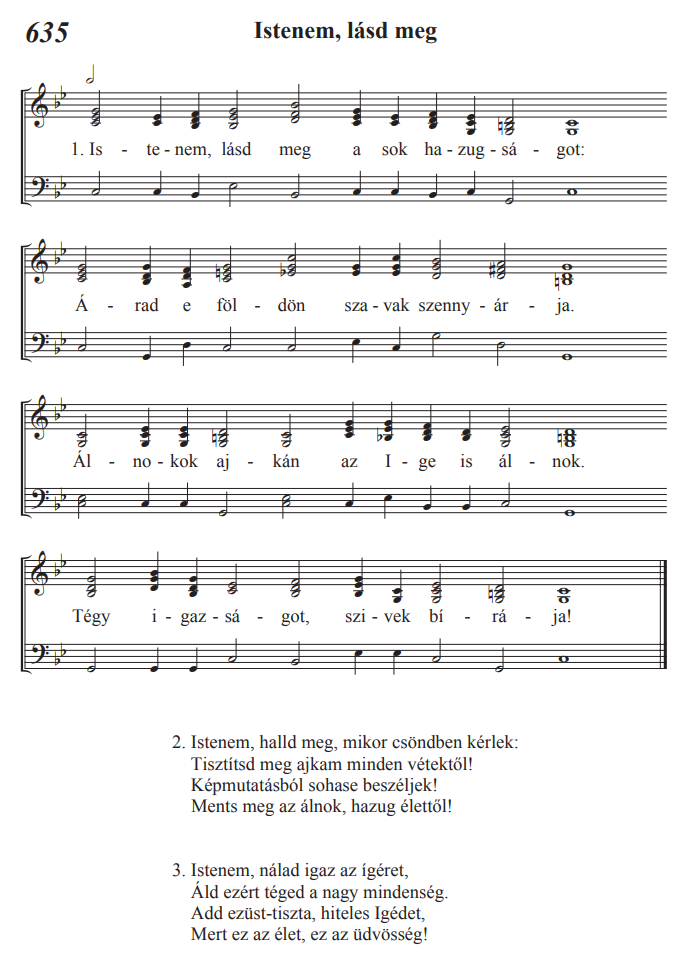 635
Istenem, lásd meg
1. Is - te - nem, lásd meg a sok ha - zug - sá - got:
Á - rad e föl - dön sza - vak szenny - ár - ja.
Ál - no - kok aj - kán az I - ge is ál - nok.
Tégy i - gaz - sá - got, szi - vek bí - rá - ja!
2. Istenem, halld meg, mikor csöndben kérlek:
Tisztítsd meg ajkam minden vétektől!
Képmutatásból sohase beszéljek!
Ments meg az álnok, hazug élettől!
3. Istenem, nálad igaz az ígéret,
Áld ezért téged a nagy mindenség.
Add ezüst-tiszta, hiteles Igédet,
Mert ez az élet, ez az üdvösség!